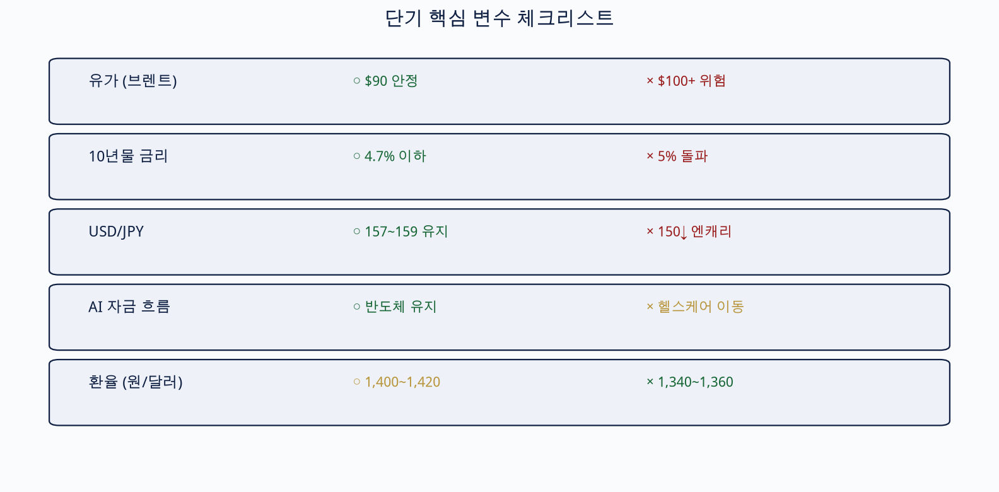 단기 핵심 변수 체크리스트
유가 (브렌트) ○ $90 안정 × $100+ 위험
10년물 금리 ○ 4.7% 이하 × 5% 돌파
USD/JPY ○ 157~159 유지 × 150↓ 엔캐리
AI 자금 흐름 ○ 반도체 유지 × 헬스케어 이동
환율 (원/달러) ○ 1,400~1,420 × 1,340~1,360